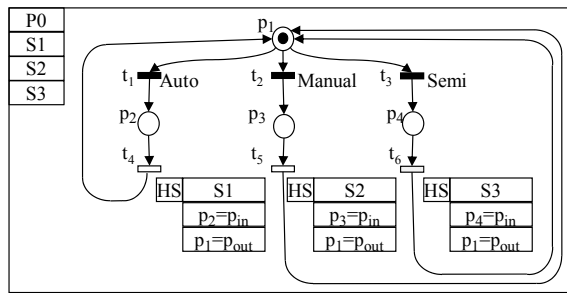 P0
S1
S2
S3
p1
t1 Auto
t2 Manual
t3 Semi
p2
p3
p4
t4
t5
t6
HS S1
p2=pin
p1=pout
HS S2
p3=pin
p1=pout
HS S3
p4=pin
p1=pout